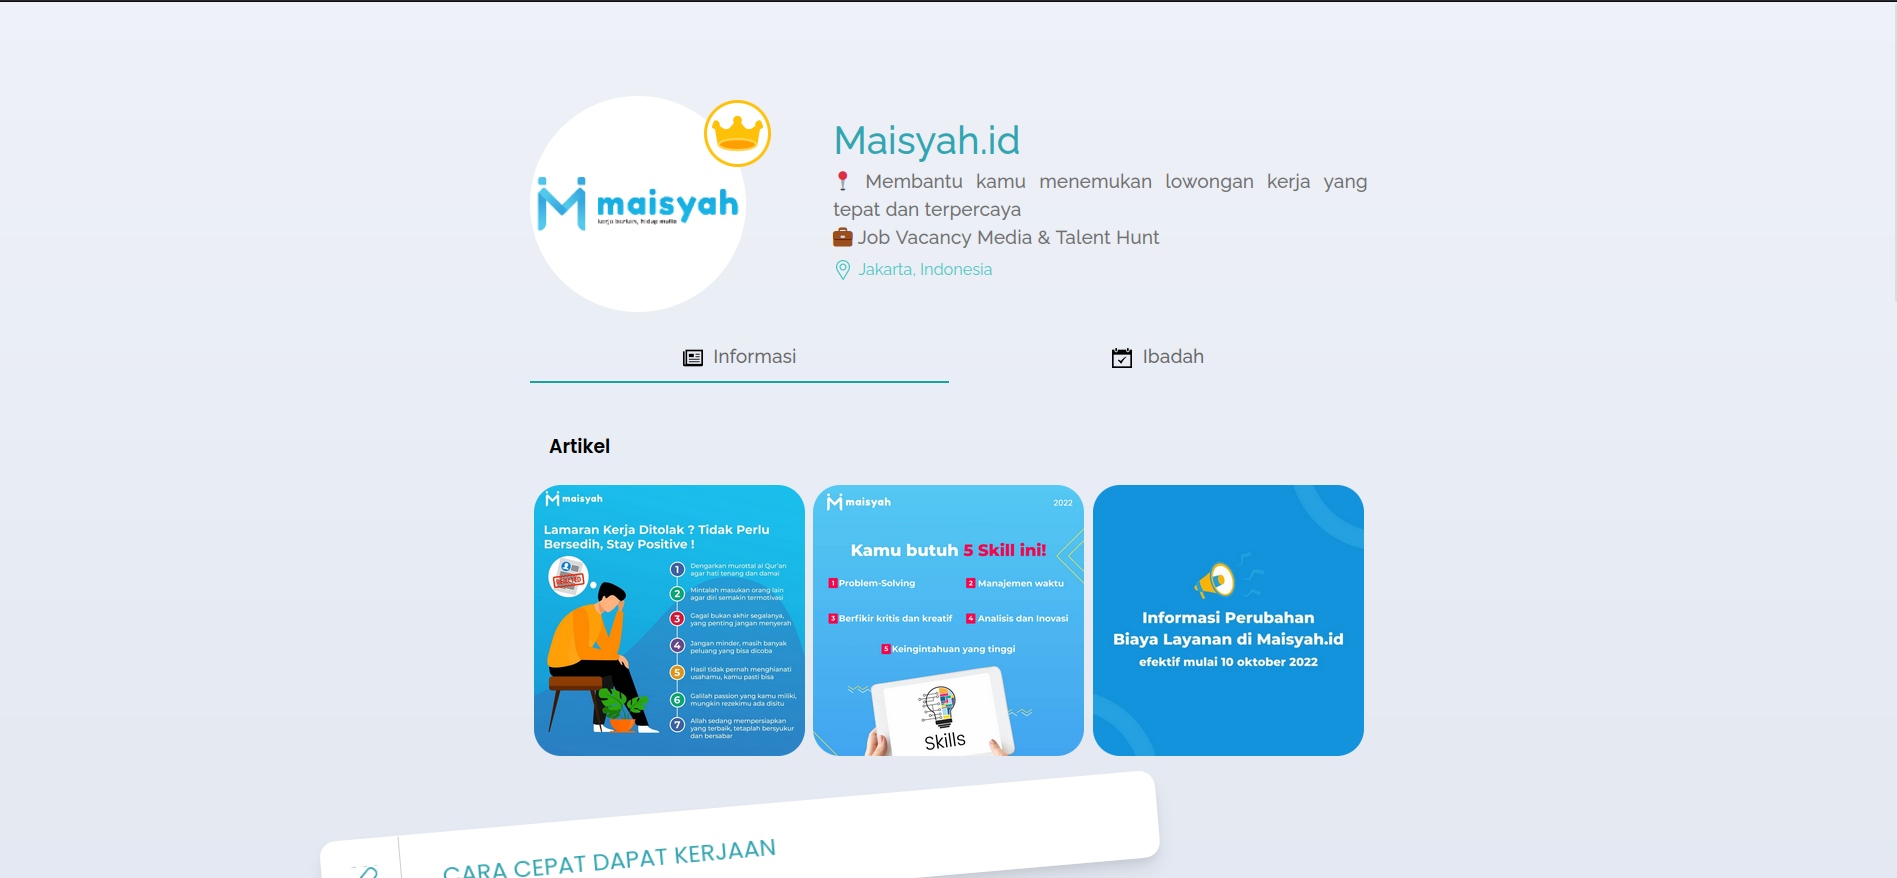 maisyah
kerja berkah, hidup mulia
Maisyah.id
Membantu kamu menemukan lowongan kerja yang
tepat dan terpercaya
Job Vacancy Media & Talent Hunt
Jakarta, Indonesia
Informasi
Ibadah
Artikel
maisyah
Lamaran Kerja Ditolak ? Tidak Perlu
Bersedih, Stay Positive !
REJECTED
1 Dengarkan murottal al Qur'an
agar hati tenang dan damai
2 Mintalah masukan orang lain
agar diri semakin termotivasi
3 Gagal bukan akhir segalanya,
yang penting jangan menyerah
4 Jangan minder, masih banyak
peluang yang bisa dicoba
5 Hasil tidak pernah menghianati
usahamu, kamu pasti bisa
6 Galilah passion yang kamu miliki,
mungkin rezekimu ada disitu
7 Allah sedang mempersiapkan
yang terbaik, tetaplah bersyukur
dan bersabar
maisyah
2022
Kamu butuh 5 Skill ini!
1 Problem-Solving
2 Manajemen waktu
3 Berfikir kritis dan kreatif
4 Analisis dan Inovasi
5 Keingintahuan yang tinggi
Skills
Informasi Perubahan
Biaya Layanan di Maisyah.id
efektif mulai 10 oktober 2022
CARA CEPAT DAPAT KERJAAN